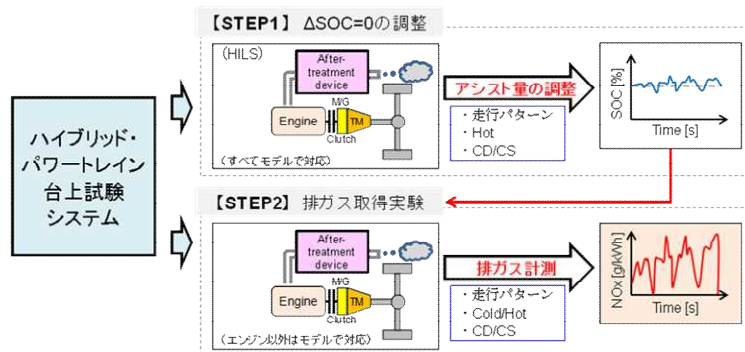 【STEP1】 ΔSOC=0の調整
(HILS)
After-
treatment
device
M/G
Engine
TM
Clutch
(すべてモデルで対応)
アシスト量の調整
・走行パターン
・Hot
・CD/CS
SOC [%]
Time [s]
ハイブリッド・
パワートレイン
台上試験
システム
【STEP2】 排ガス取得実験
After-
treatment
device
M/G
Engine
TM
Clutch
(エンジン以外はモデルで対応)
排ガス計測
・走行パターン
・Cold/Hot
・CD/CS
NOx [g/kWh]
Time [s]